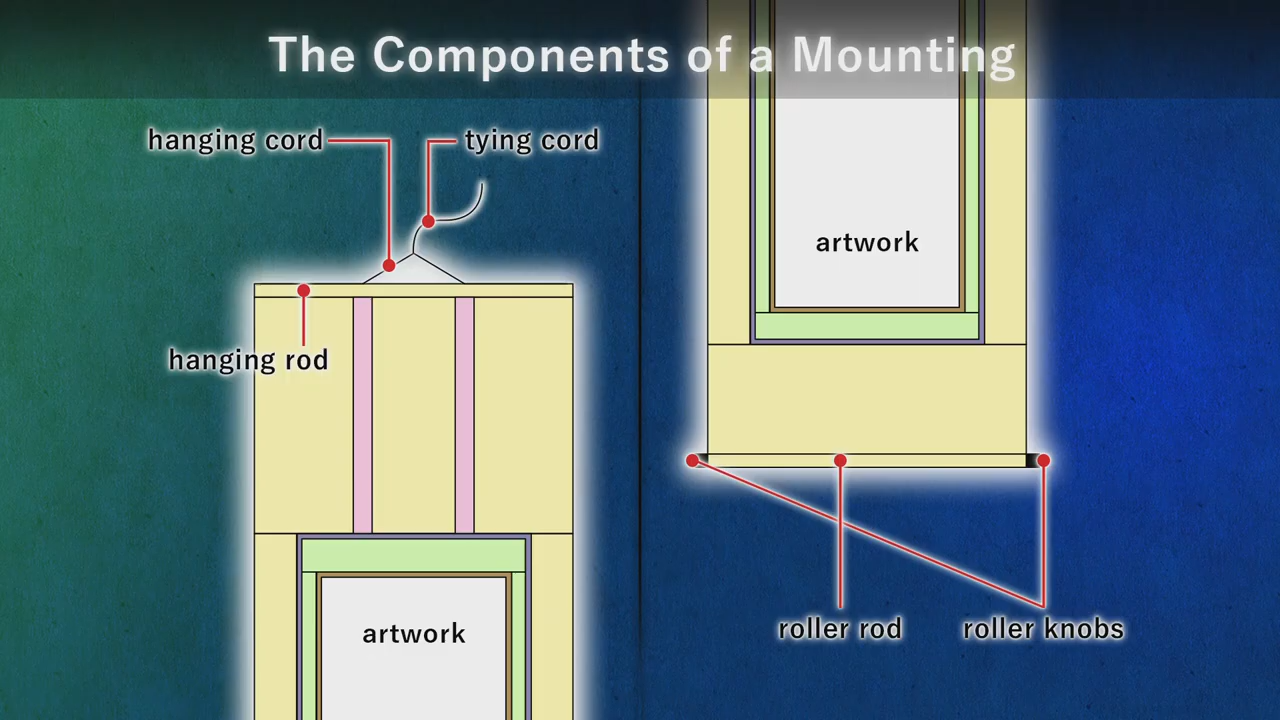 The Components of a Mounting
hanging cord
tying cord
hanging rod
artwork
artwork
roller rod
roller knobs